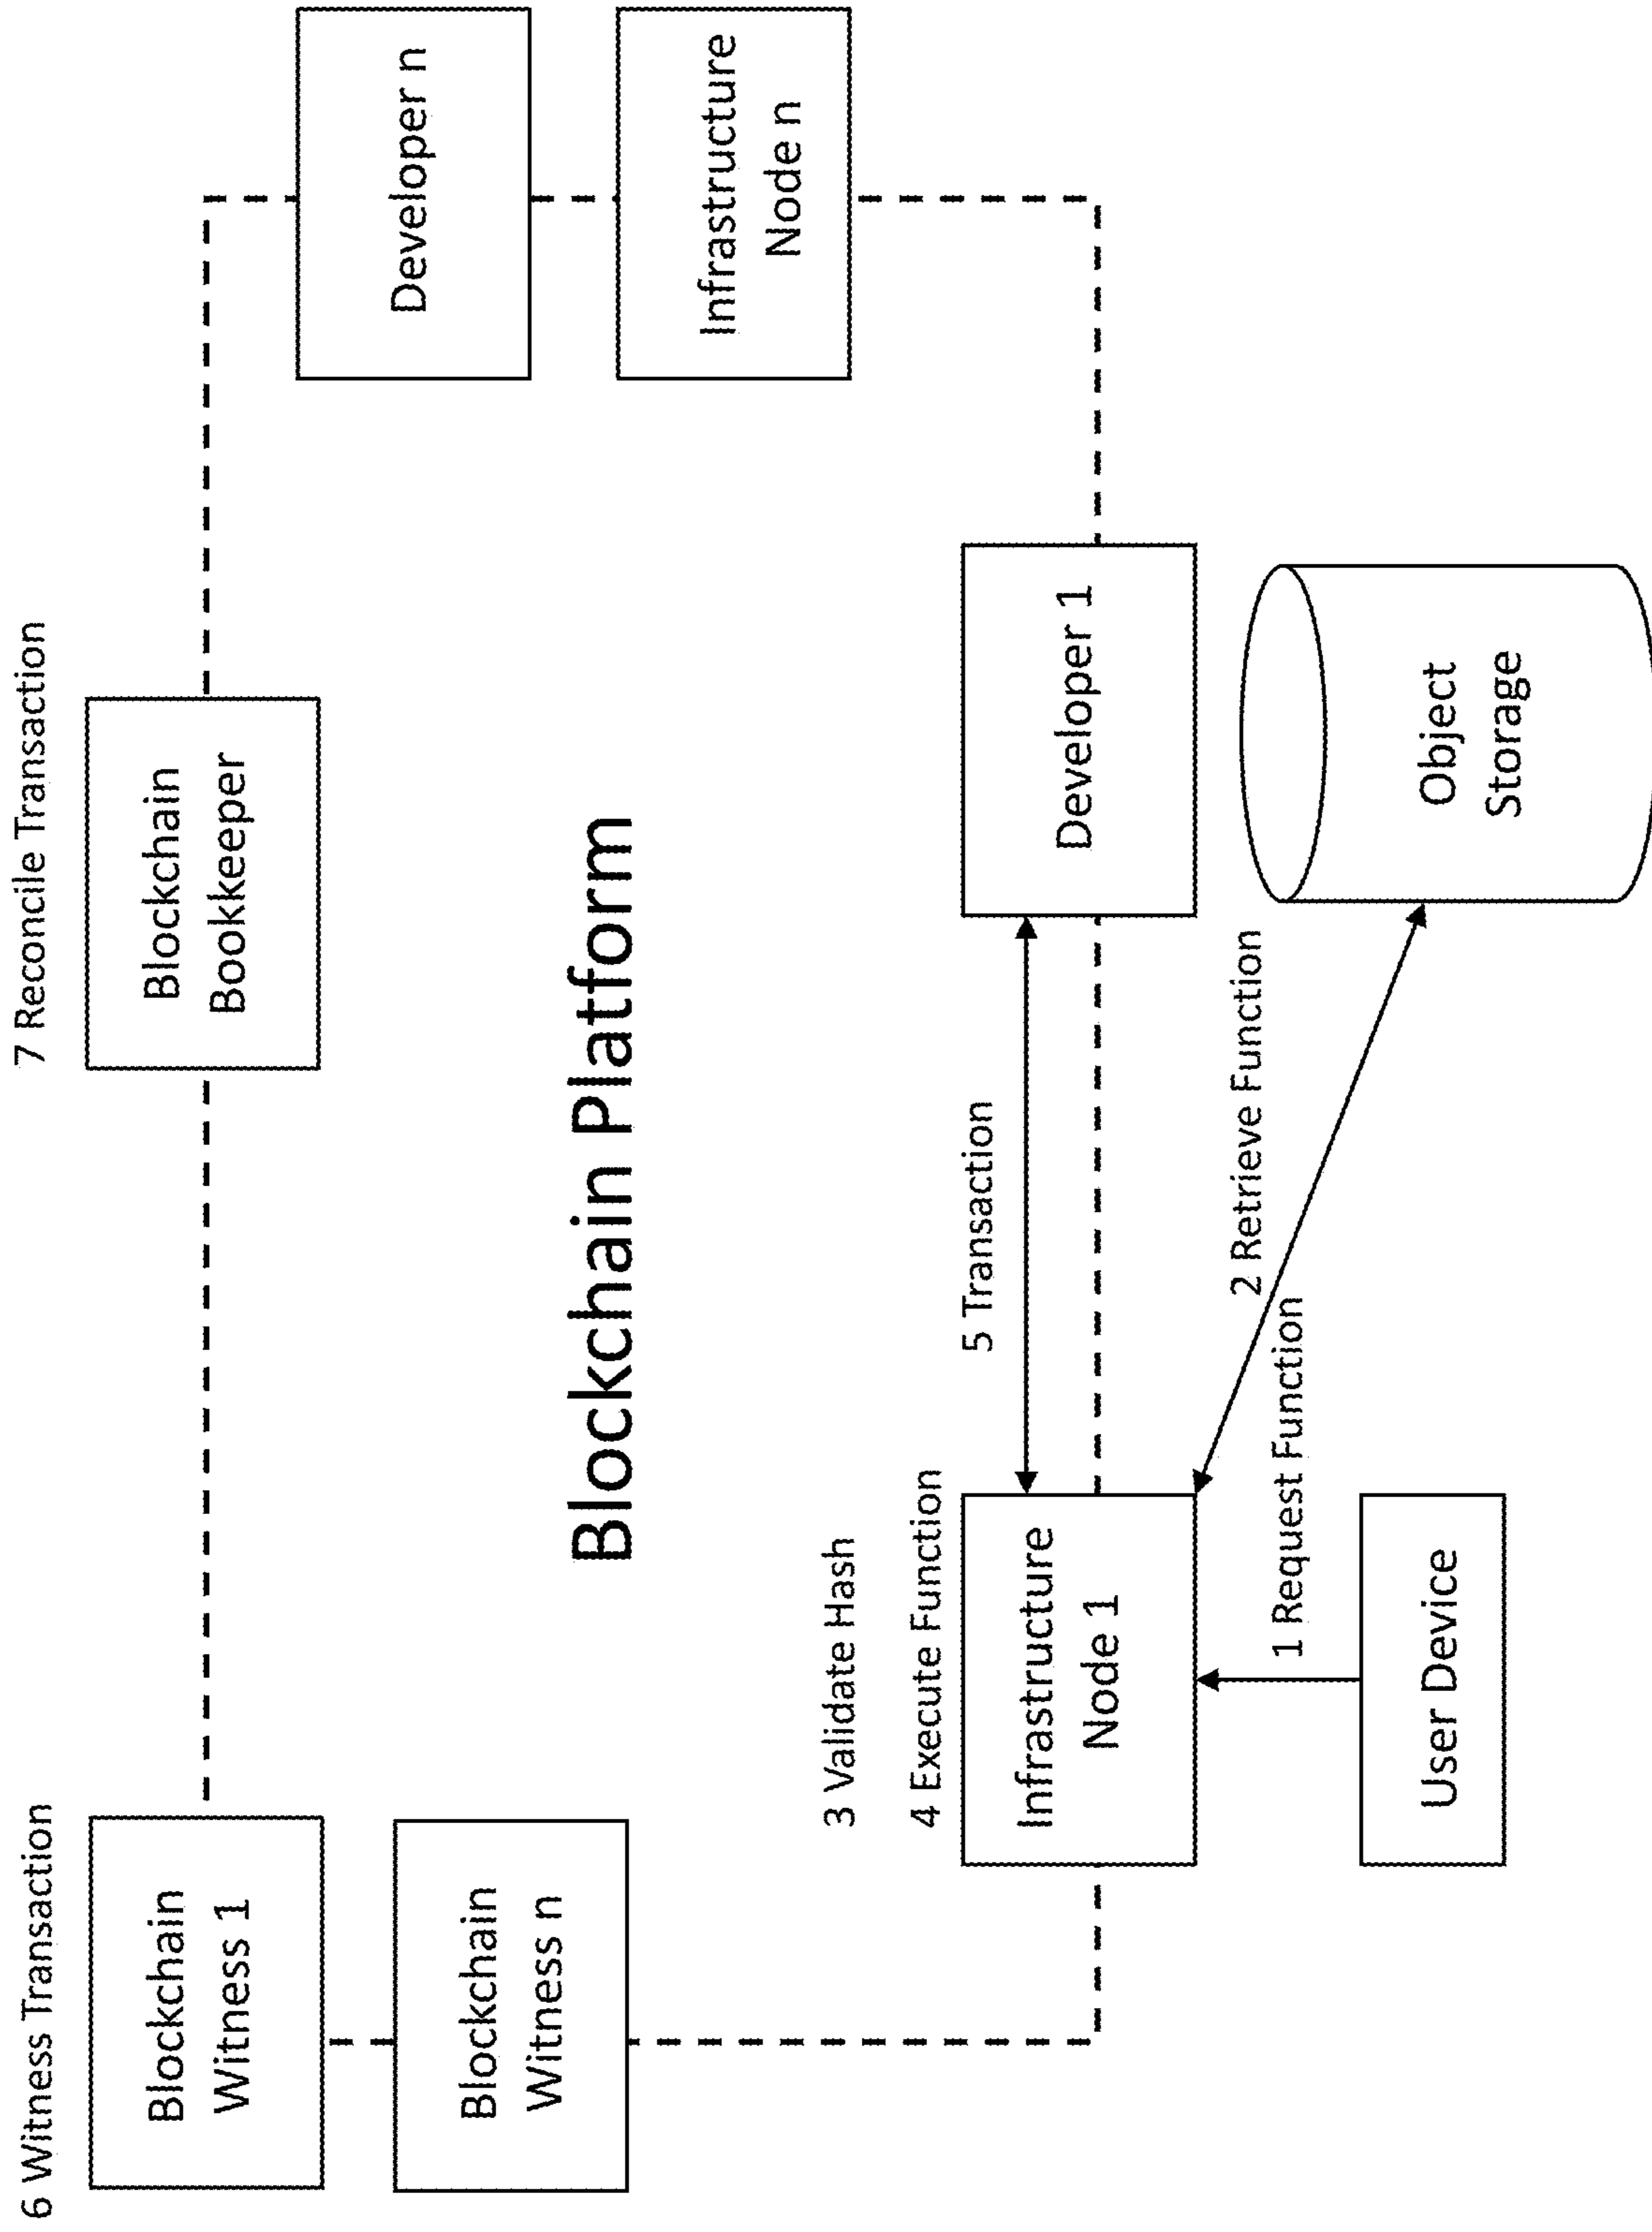 6 Witness Transaction
7 Reconcile Transaction
Blockchain
Witness 1
Blockchain
Bookkeeper
Blockchain
Witness n
Developer n
Blockchain Platform
Infrastructure
Node n
3 Validate Hash
4 Execute Function
5 Transaction
Infrastructure
Node 1
Developer 1
2 Retrieve Function
1 Request Function
User Device
Object
Storage